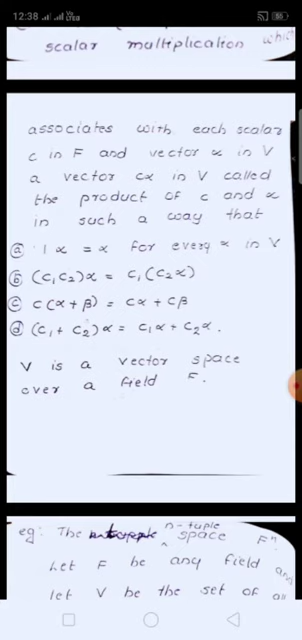 12:38
scalar multiplication which
associates with each scalar
c in F and vector α in V
a vector cα in V called
the product of c and α
in such a way that
ⓐ 1α = α for every α in V
ⓑ (c₁c₂)α = c₁(c₂α)
ⓒ c(α+β) = cα + cβ
ⓓ (c₁+c₂)α = c₁α + c₂α.
V is a vector space
over a field F.
eg: The n-tuple space Fⁿ
Let F be any field and
let V be the set of all